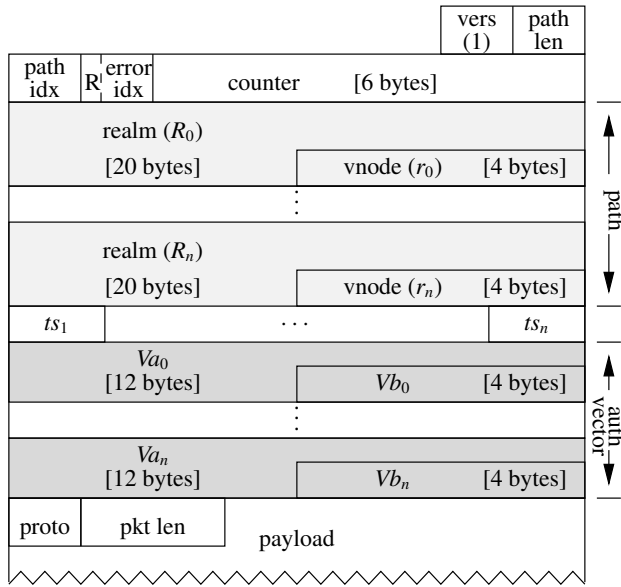 vers path
(1) len
path R error counter [6 bytes]
idx idx
realm (R0)
[20 bytes] vnode (r0) [4 bytes]
⋮
realm (Rn)
[20 bytes] vnode (rn) [4 bytes]
path
ts1 ··· tsn
Va0
[12 bytes] Vb0 [4 bytes]
⋮
Van
[12 bytes] Vbn [4 bytes]
auth
vector
proto pkt len
payload